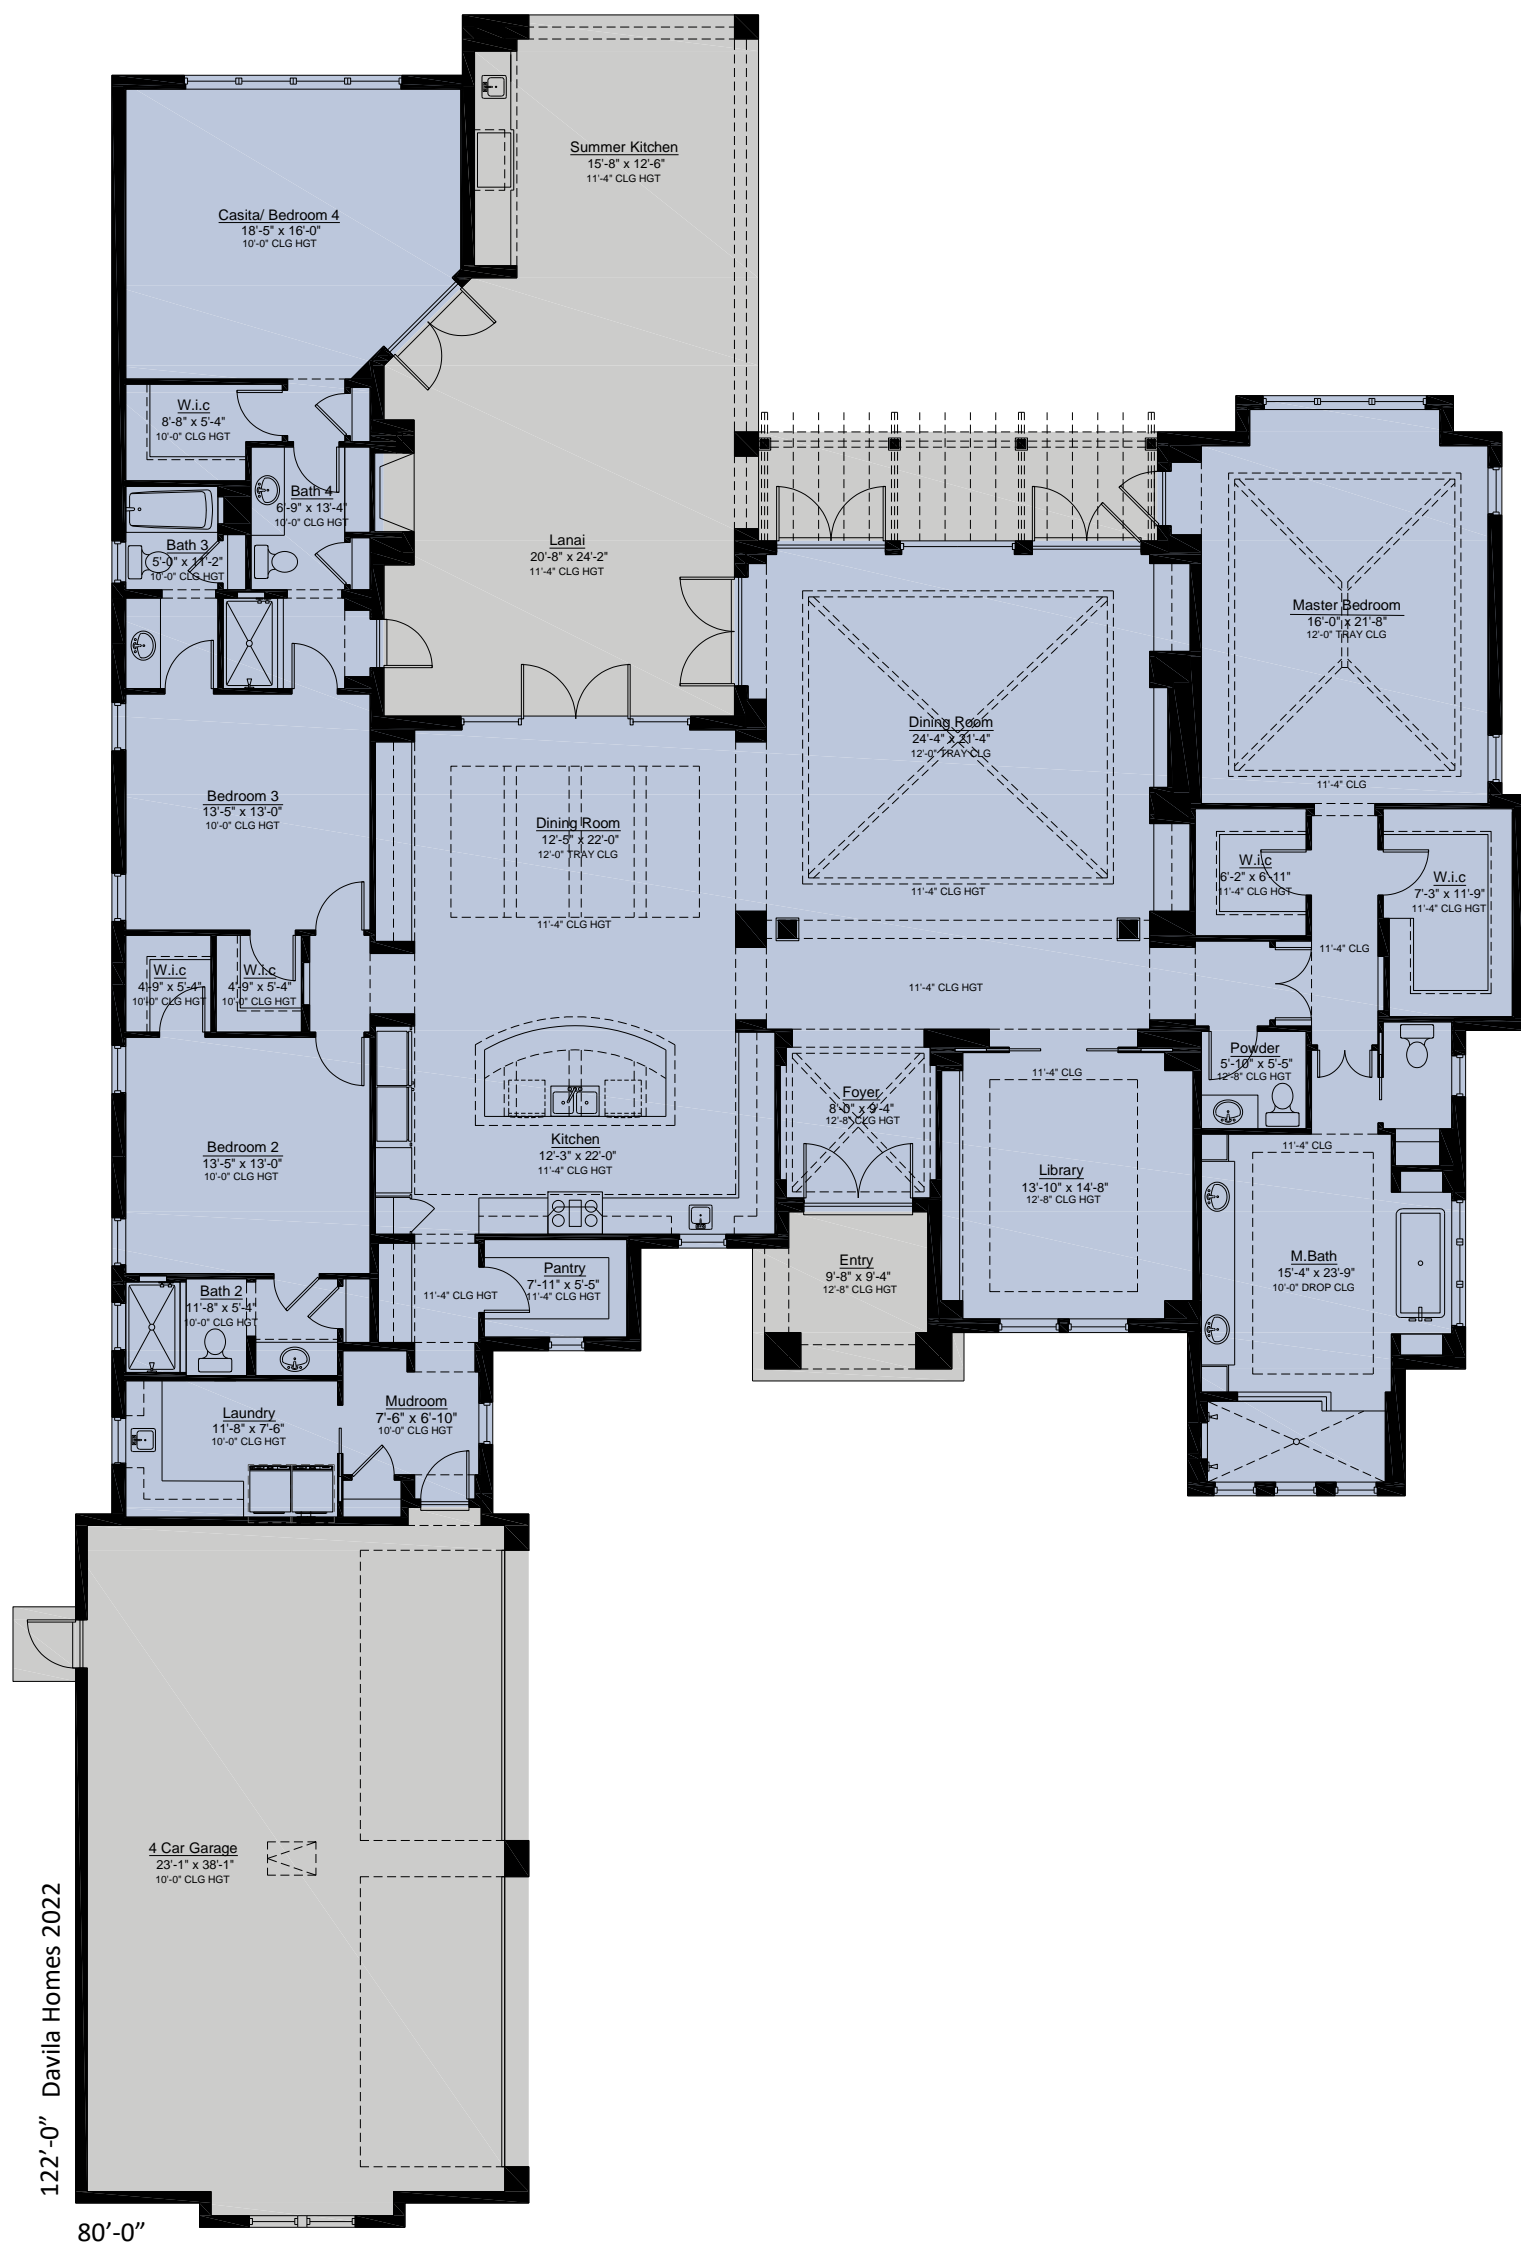 Summer Kitchen
15'-8" x 12'-6"
11'-4" CLG HGT
Casita/ Bedroom 4
18'-5" x 16'-0"
10'-0" CLG HGT
W.i.c
8'-8" x 5'-4"
10'-0" CLG HGT
Bath 4
6'-9" x 13'-4"
10'-0" CLG HGT
Bath 3
5'-0" x 11'-2"
10'-0" CLG HGT
Lanai
20'-8" x 24'-2"
11'-4" CLG HGT
Master Bedroom
16'-0" x 21'-8"
12'-0" TRAY CLG
11'-4" CLG
Dining Room
24'-4" x 21'-4"
12'-0" TRAY CLG
11'-4" CLG HGT
Bedroom 3
13'-5" x 13'-0"
10'-0" CLG HGT
Dining Room
12'-5" x 22'-0"
12'-0" TRAY CLG
11'-4" CLG HGT
W.i.c
6'-2" x 6'-11"
11'-4" CLG HGT
W.i.c
7'-3" x 11'-9"
11'-4" CLG HGT
11'-4" CLG
W.i.c
4'-9" x 5'-4"
10'-0" CLG HGT
W.i.c
4'-9" x 5'-4"
10'-0" CLG HGT
11'-4" CLG HGT
Powder
5'-10" x 5'-5"
12'-8" CLG HGT
11'-4" CLG
Foyer
8'-0" x 9'-4"
12'-8" CLG HGT
Kitchen
12'-3" x 22'-0"
11'-4" CLG HGT
Bedroom 2
13'-5" x 13'-0"
10'-0" CLG HGT
Library
13'-10" x 14'-8"
12'-8" CLG HGT
11'-4" CLG
M.Bath
15'-4" x 23'-9"
10'-0" DROP CLG
Entry
9'-8" x 9'-4"
12'-8" CLG HGT
Pantry
7'-11" x 5'-5"
11'-4" CLG HGT
11'-4" CLG HGT
Bath 2
11'-8" x 5'-4"
10'-0" CLG HGT
Mudroom
7'-6" x 6'-10"
10'-0" CLG HGT
Laundry
11'-8" x 7'-6"
10'-0" CLG HGT
4 Car Garage
23'-1" x 38'-1"
10'-0" CLG HGT
122'-0" Davila Homes 2022
80'-0"